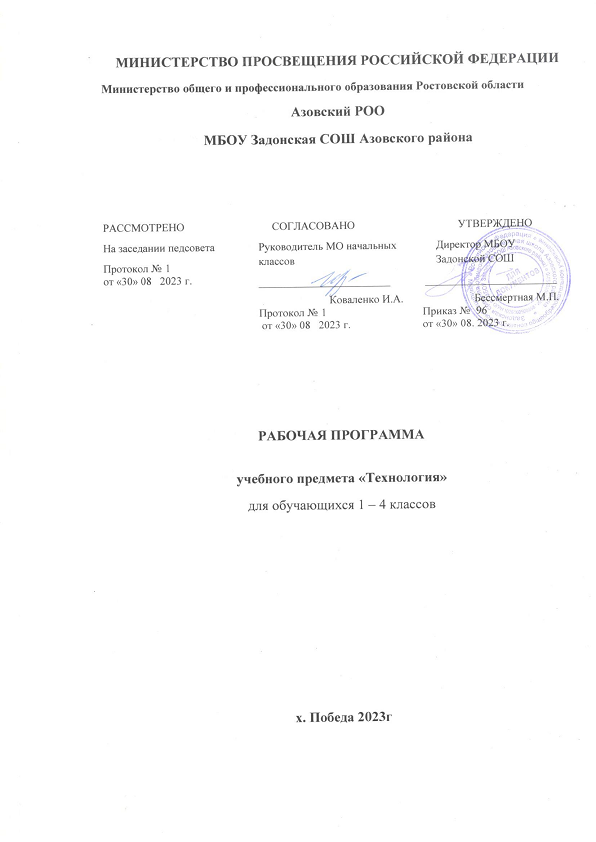 МИНИСТЕРСТВО ПРОСВЕЩЕНИЯ РОССИЙСКОЙ ФЕДЕРАЦИИ
Министерство общего и профессионального образования Ростовской области
Азовский РОО
МБОУ Задонская СОШ Азовского района
РАССМОТРЕНО
На заседании педсовета
Протокол № 1
от «30» 08 2023 г.
СОГЛАСОВАНО
Руководитель МО начальных
классов
Коваленко И.А.
Протокол № 1
от «30» 08 2023 г.
УТВЕРЖДЕНО
Директор МБОУ
Задонской СОШ
Бессмертная М.П.
Приказ № 96
от «30» 08. 2023 г.
ДЛЯ
ДОКУМЕНТОВ
РАБОЧАЯ ПРОГРАММА
учебного предмета «Технология»
для обучающихся 1 – 4 классов
х. Победа 2023г